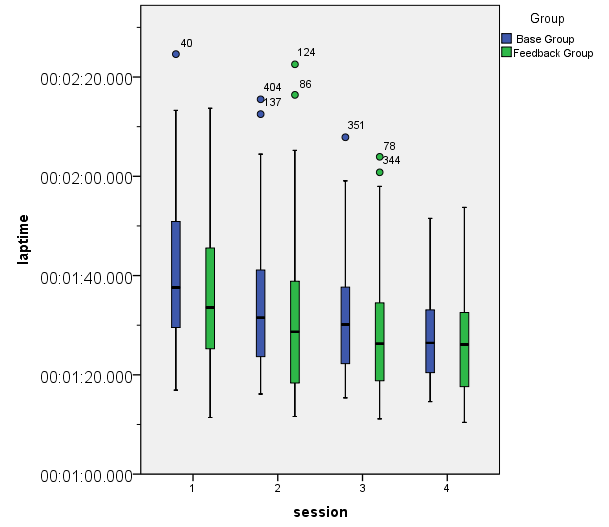 Group
Base Group
Feedback Group
40
124
404
86
137
351
78
344
00:02:20.000
00:02:00.000
00:01:40.000
00:01:20.000
00:01:00.000
laptime
1 2 3 4
session